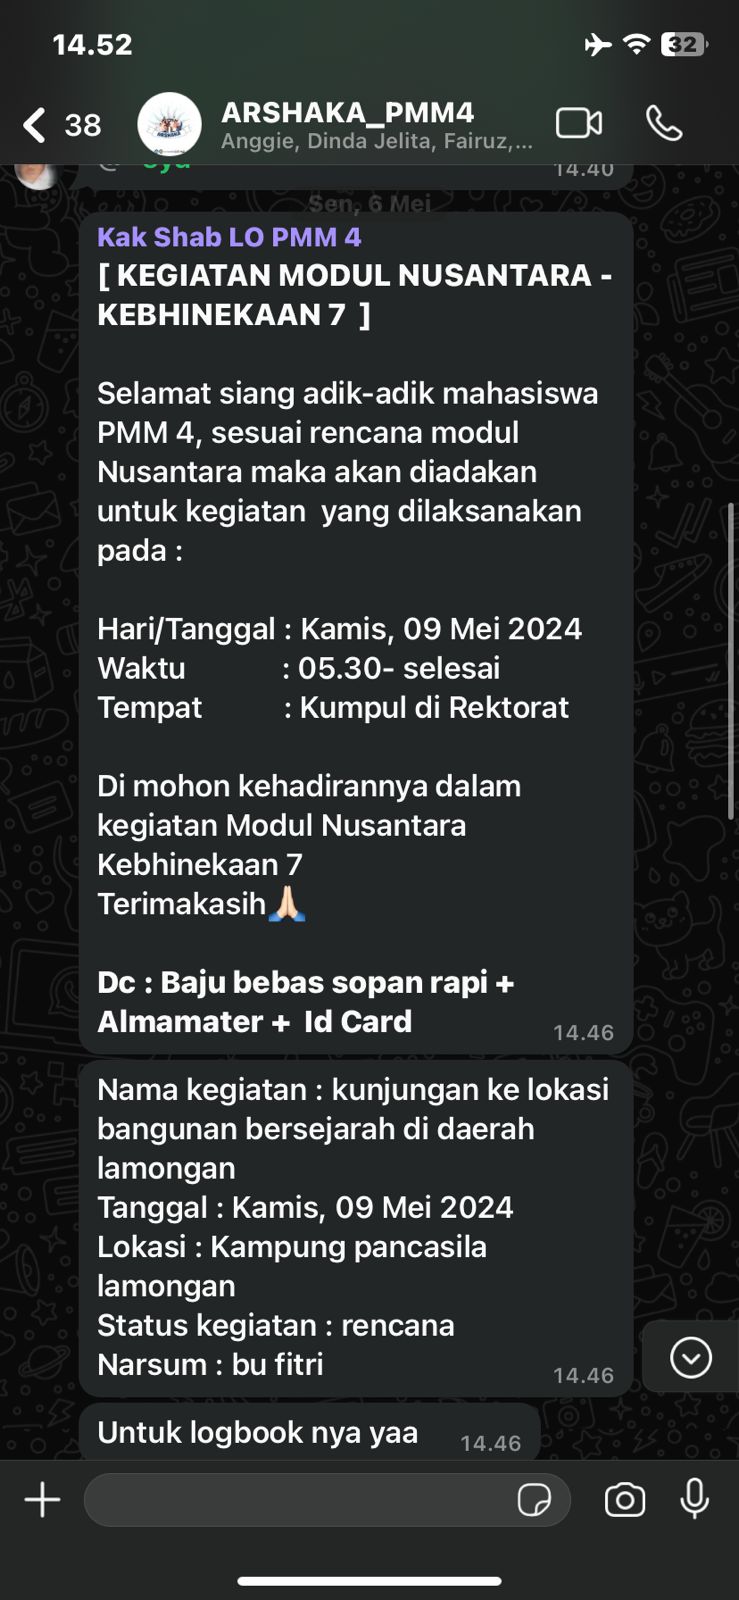 14.52
32
38
ARSHAKA_PMM4
Anggie, Dinda Jelita, Fairuz,...
14.40
Sen, 6 Mei
Kak Shab LO PMM 4
[ KEGIATAN MODUL NUSANTARA -
KEBHINEKAAN 7 ]
Selamat siang adik-adik mahasiswa
PMM 4, sesuai rencana modul
Nusantara maka akan diadakan
untuk kegiatan yang dilaksanakan
pada :
Hari/Tanggal : Kamis, 09 Mei 2024
Waktu : 05.30- selesai
Tempat : Kumpul di Rektorat
Di mohon kehadirannya dalam
kegiatan Modul Nusantara
Kebhinekaan 7
Terimakasih🙏🏻
Dc : Baju bebas sopan rapi +
Almamater + Id Card
14.46
Nama kegiatan : kunjungan ke lokasi
bangunan bersejarah di daerah
lamongan
Tanggal : Kamis, 09 Mei 2024
Lokasi : Kampung pancasila
lamongan
Status kegiatan : rencana
Narsum : bu fitri
14.46
Untuk logbook nya yaa
14.46